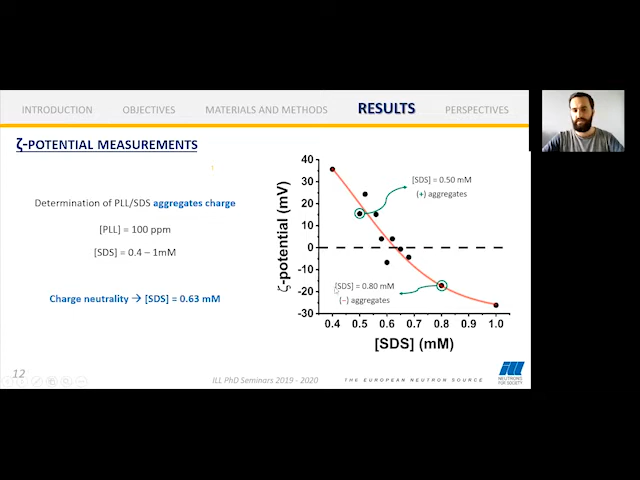 INTRODUCTION OBJECTIVES MATERIALS AND METHODS RESULTS PERSPECTIVES
ζ-POTENTIAL MEASUREMENTS
Determination of PLL/SDS aggregates charge
[PLL] = 100 ppm
[SDS] = 0.4 – 1mM
Charge neutrality → [SDS] = 0.63 mM
40
30
20
10
0
-10
-20
-30
ζ-potential (mV)
[SDS] = 0.50 mM
(+) aggregates
[SDS] = 0.80 mM
(−) aggregates
0.4 0.5 0.6 0.7 0.8 0.9 1.0
[SDS] (mM)
12
ILL PhD Seminars 2019 - 2020
THE EUROPEAN NEUTRON SOURCE
NEUTRONS
FOR SOCIETY